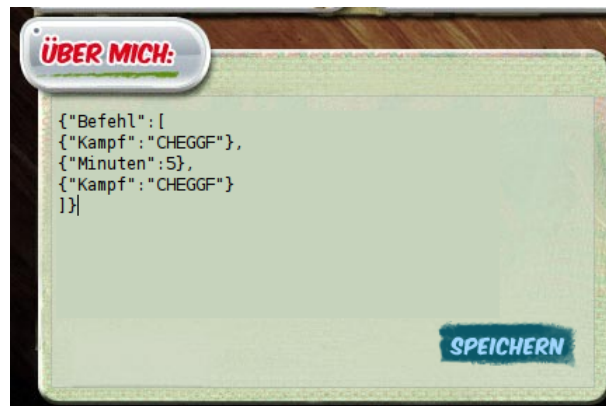 ÜBER MICH:
{"Befehl":[
{"Kampf":"CHEGGF"},
{"Minuten":5},
{"Kampf":"CHEGGF"}
]}
SPEICHERN